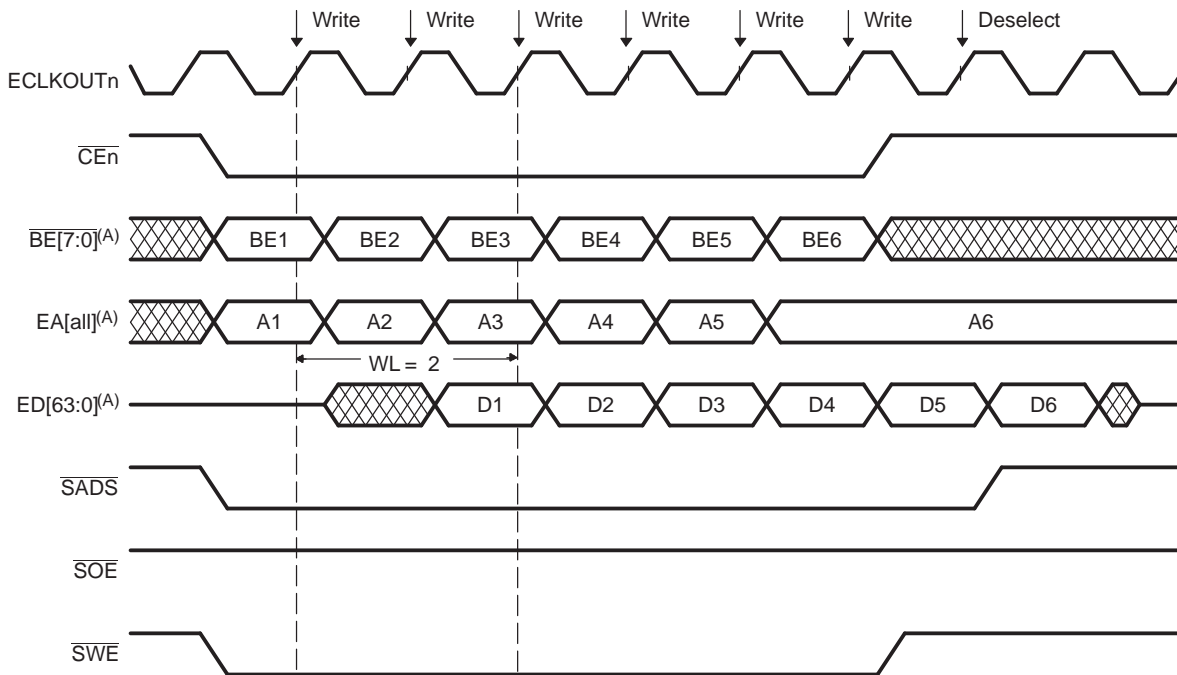 Write Write Write Write Write Write Deselect
ECLKOUTn
CEn
BE[7:0](A) BE1 BE2 BE3 BE4 BE5 BE6
EA[all](A) A1 A2 A3 A4 A5 A6
WL = 2
ED[63:0](A) D1 D2 D3 D4 D5 D6
SADS
SOE
SWE